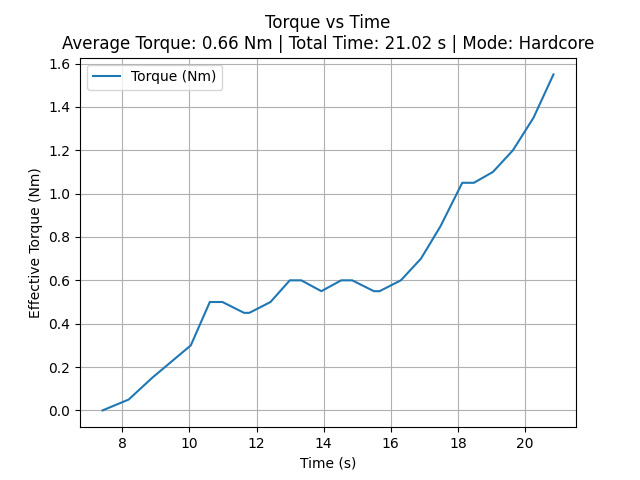 Torque vs Time
Average Torque: 0.66 Nm | Total Time: 21.02 s | Mode: Hardcore
Torque (Nm)
Effective Torque (Nm)
1.6
1.4
1.2
1.0
0.8
0.6
0.4
0.2
0.0
8 10 12 14 16 18 20
Time (s)